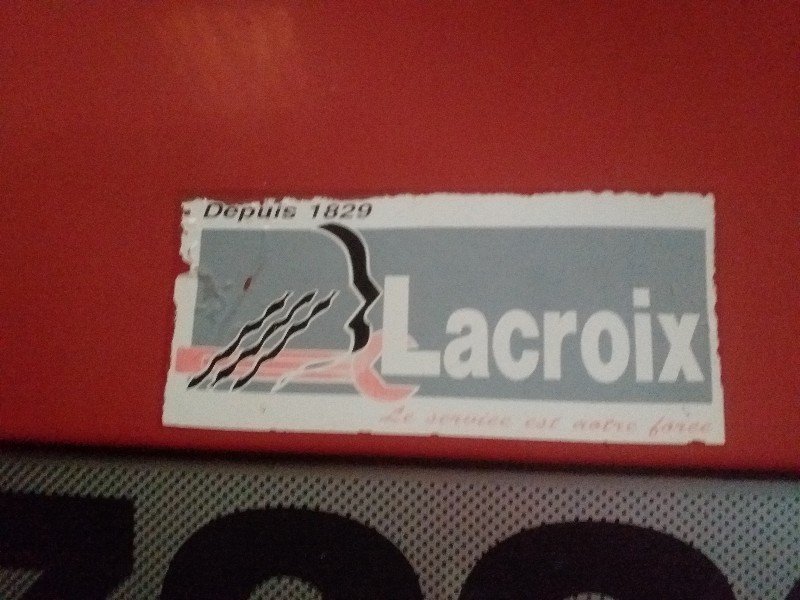 Depuis 1829
Lacroix
Le service est notre force